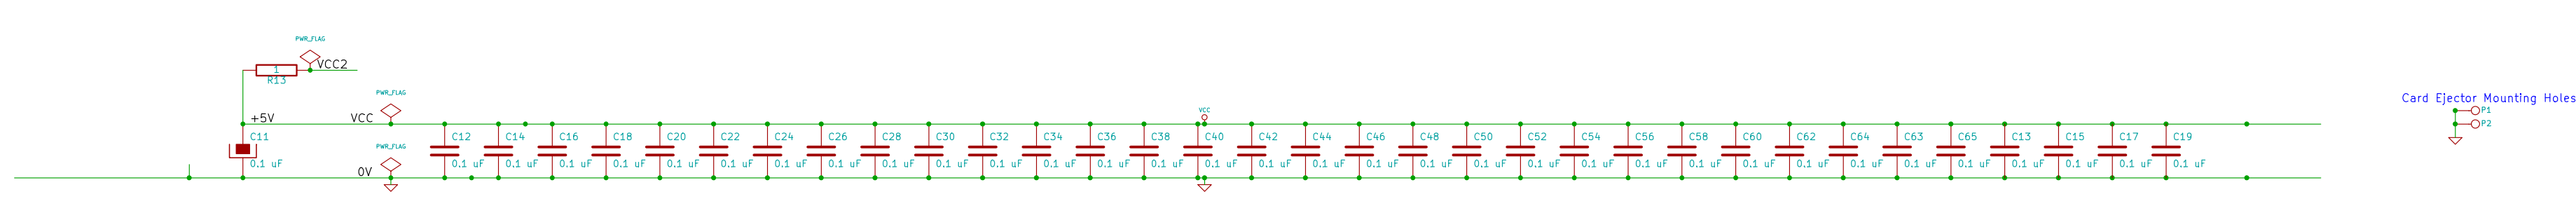 PWR_FLAG
1
VCC2
R13
PWR_FLAG
Card Ejector Mounting Holes
+5V VCC VCC P1
P2
C11 C12 C14 C16 C18 C20 C22 C24 C26 C28 C30 C32 C34 C36 C38 C40 C42 C44 C46 C48 C50 C52 C54 C56 C58 C60 C62 C64 C63 C65 C13 C15 C17 C19
PWR_FLAG
0.1 uF 0.1 uF 0.1 uF 0.1 uF 0.1 uF 0.1 uF 0.1 uF 0.1 uF 0.1 uF 0.1 uF 0.1 uF 0.1 uF 0.1 uF 0.1 uF 0.1 uF 0.1 uF 0.1 uF 0.1 uF 0.1 uF 0.1 uF 0.1 uF 0.1 uF 0.1 uF 0.1 uF 0.1 uF 0.1 uF 0.1 uF 0.1 uF 0.1 uF 0.1 uF 0.1 uF 0.1 uF 0.1 uF 0.1 uF
0V